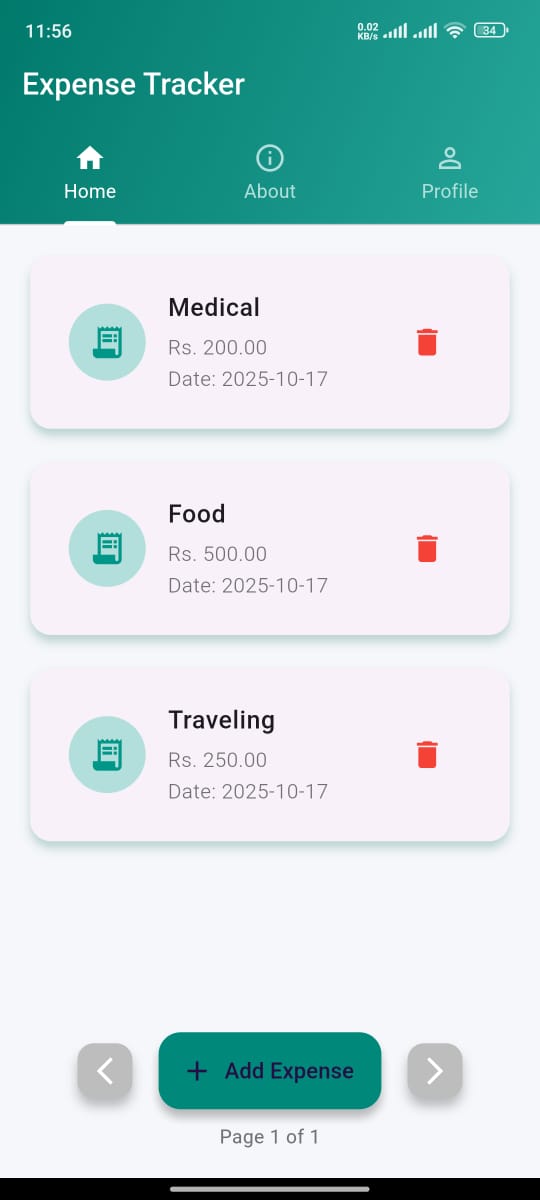 11:56
0.02
KB/s
34
Expense Tracker
Home
About
Profile
Medical
Rs. 200.00
Date: 2025-10-17
Food
Rs. 500.00
Date: 2025-10-17
Traveling
Rs. 250.00
Date: 2025-10-17
+ Add Expense
Page 1 of 1